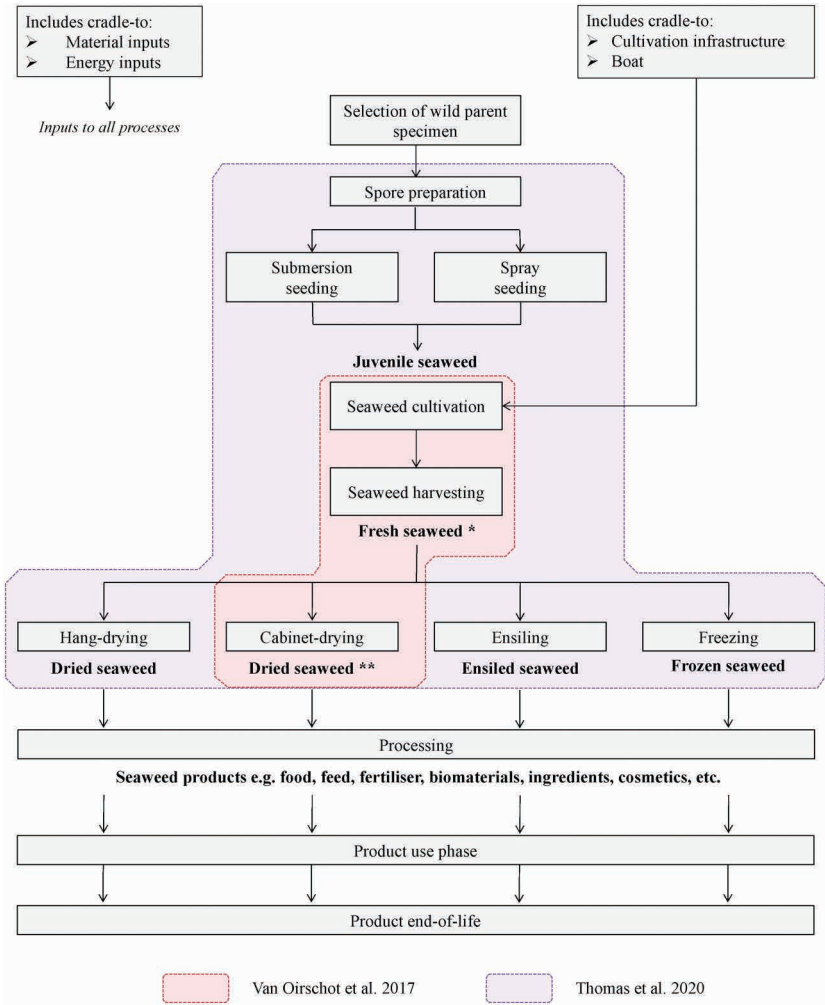 Includes cradle-to:
➢ Material inputs
➢ Energy inputs
Inputs to all processes
Includes cradle-to:
➢ Cultivation infrastructure
➢ Boat
Selection of wild parent
specimen
Spore preparation
Submersion
seeding
Spray
seeding
Juvenile seaweed
Seaweed cultivation
Seaweed harvesting
Fresh seaweed *
Hang-drying
Cabinet-drying
Ensiling
Freezing
Dried seaweed
Dried seaweed **
Ensiled seaweed
Frozen seaweed
Processing
Seaweed products e.g. food, feed, fertiliser, biomaterials, ingredients, cosmetics, etc.
Product use phase
Product end-of-life
Van Oirschot et al. 2017
Thomas et al. 2020